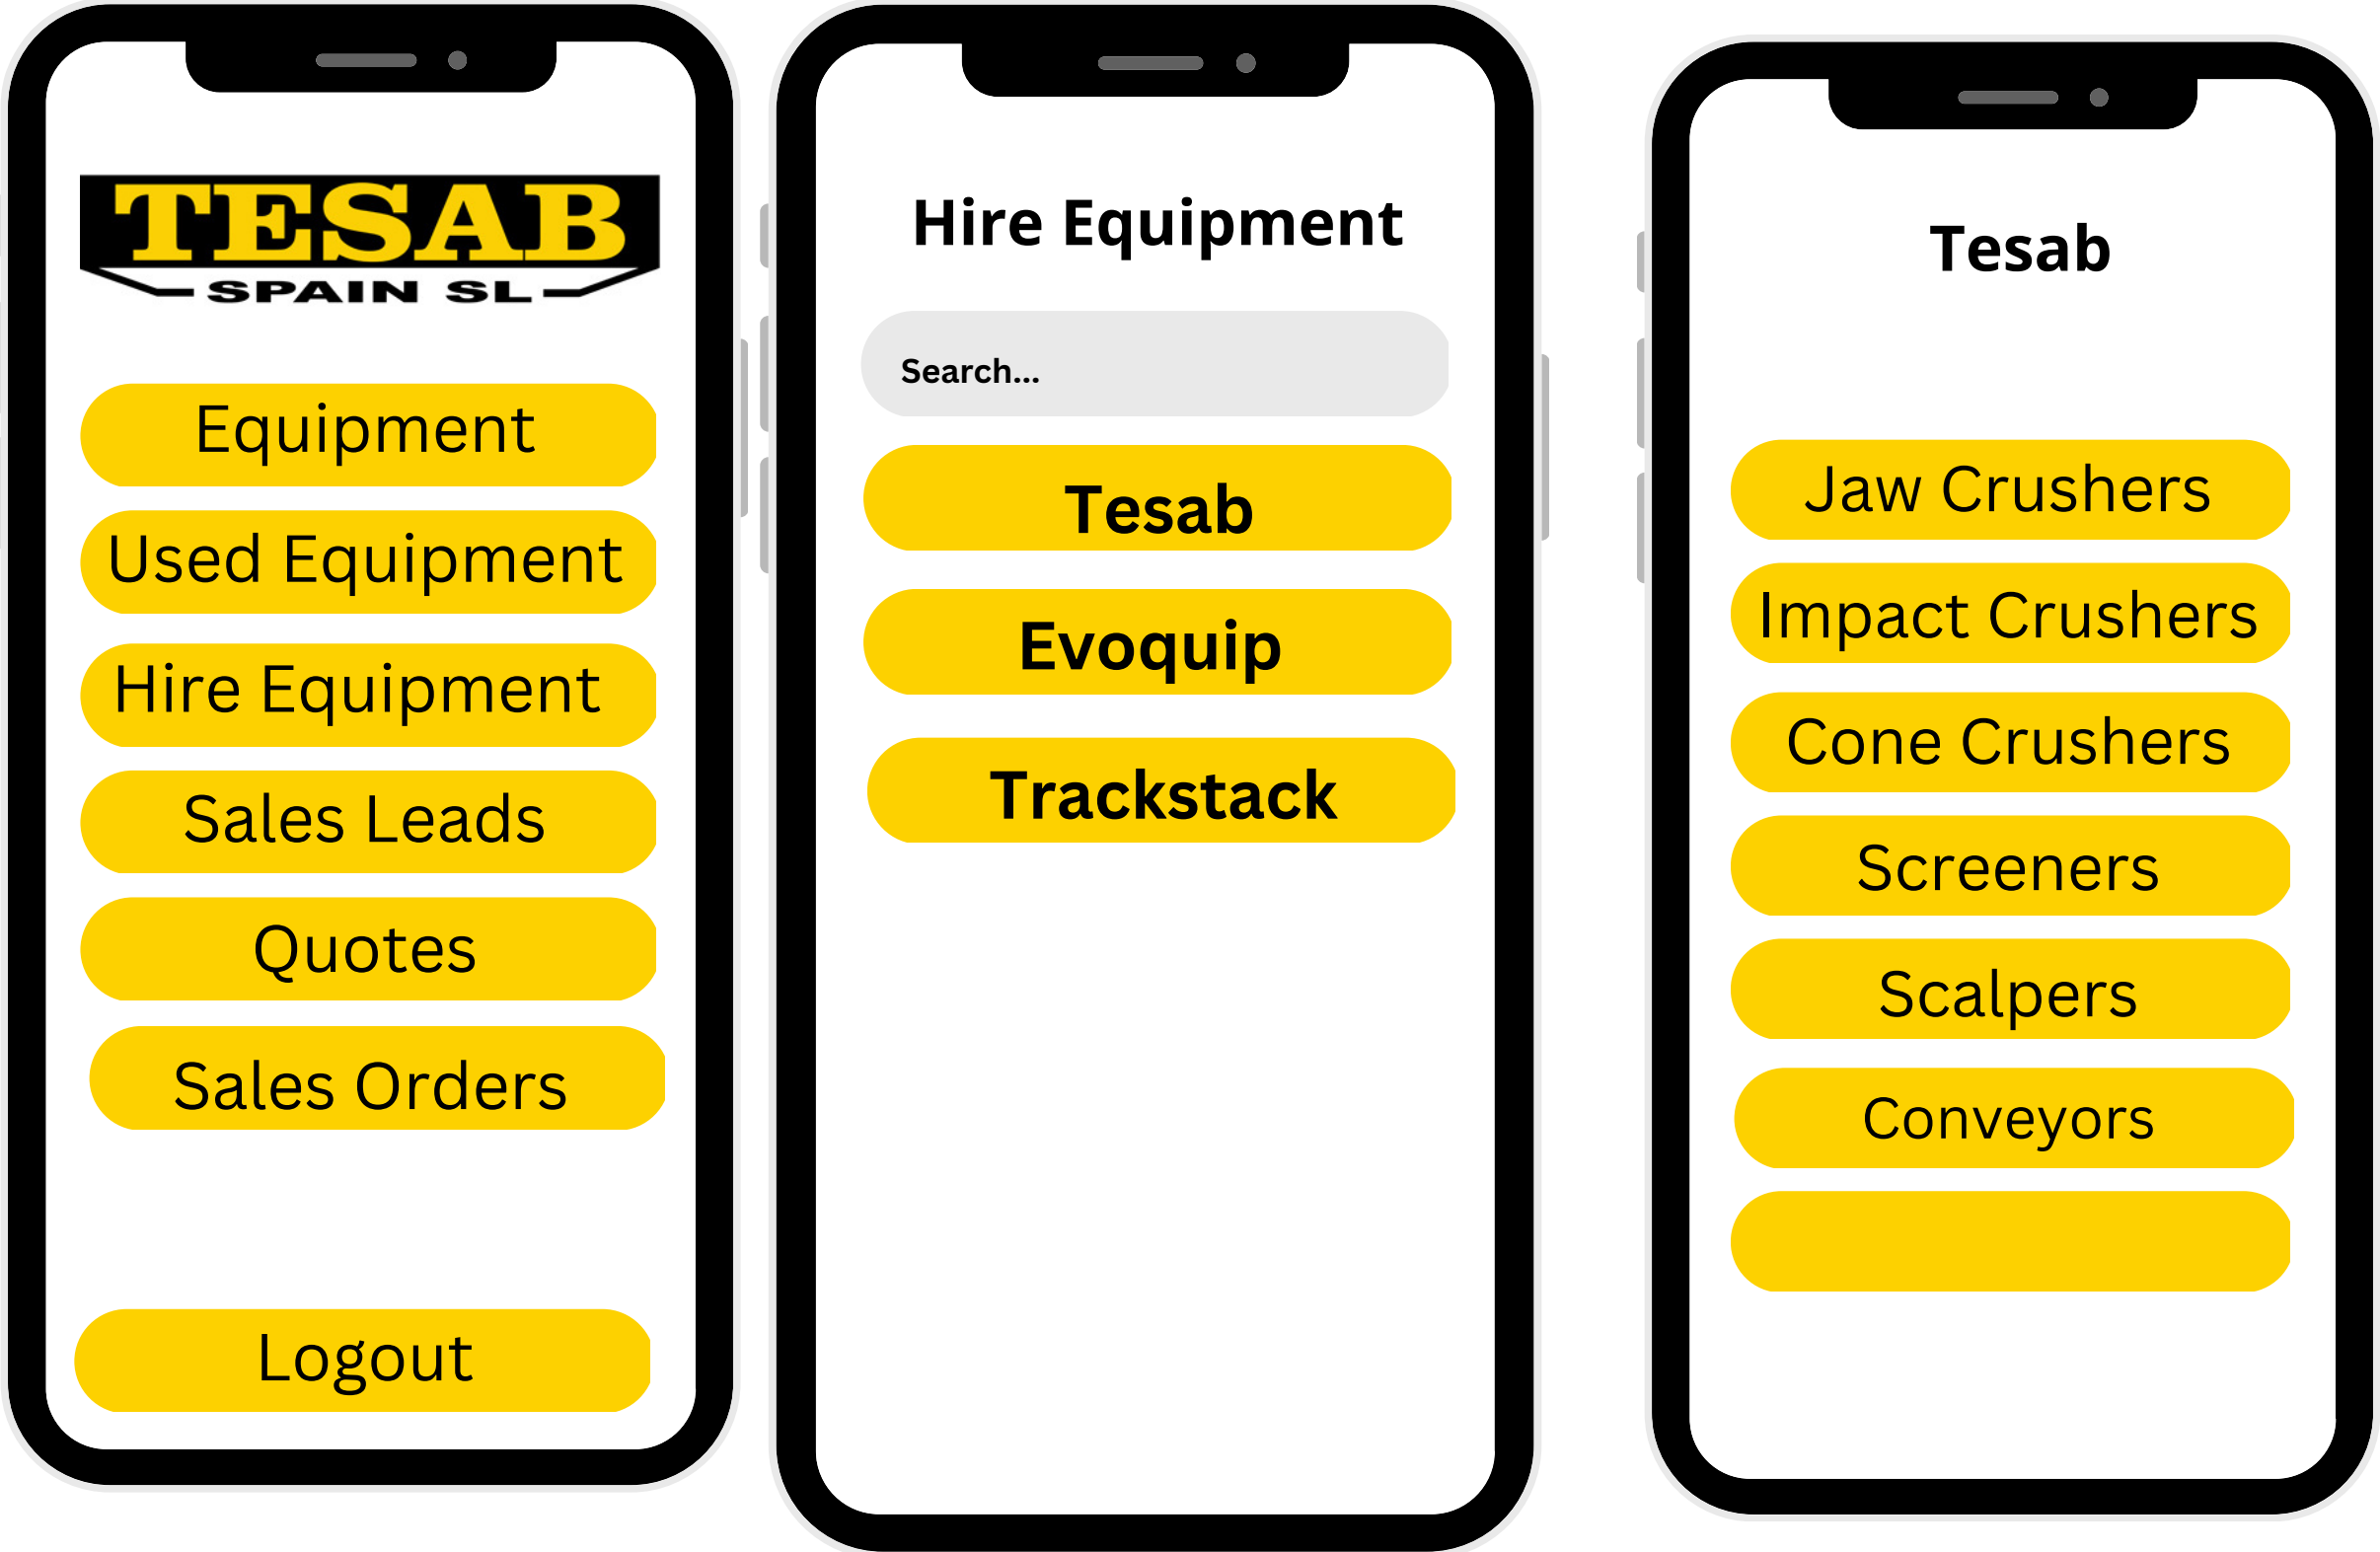 TESAB
SPAIN SL
Equipment
Used Equipment
Hire Equipment
Sales Leads
Quotes
Sales Orders
Logout
Hire Equipment
Search...
Tesab
Evoquip
Trackstack
Tesab
Jaw Crushers
Impact Crushers
Cone Crushers
Screeners
Scalpers
Conveyors